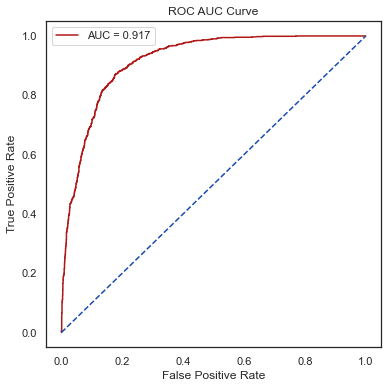 ROC AUC Curve
AUC = 0.917
True Positive Rate
1.0
0.8
0.6
0.4
0.2
0.0
0.0 0.2 0.4 0.6 0.8 1.0
False Positive Rate